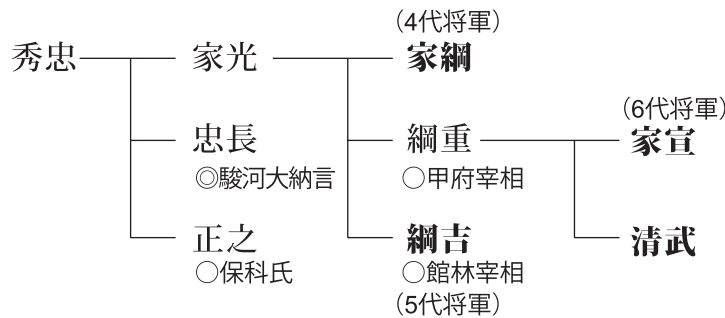 秀忠
家光
忠長
◎駿河大納言
正之
○保科氏
（4代将軍）
家綱
綱重
○甲府宰相
綱吉
○館林宰相
（5代将軍）
（6代将軍）
家宣
清武